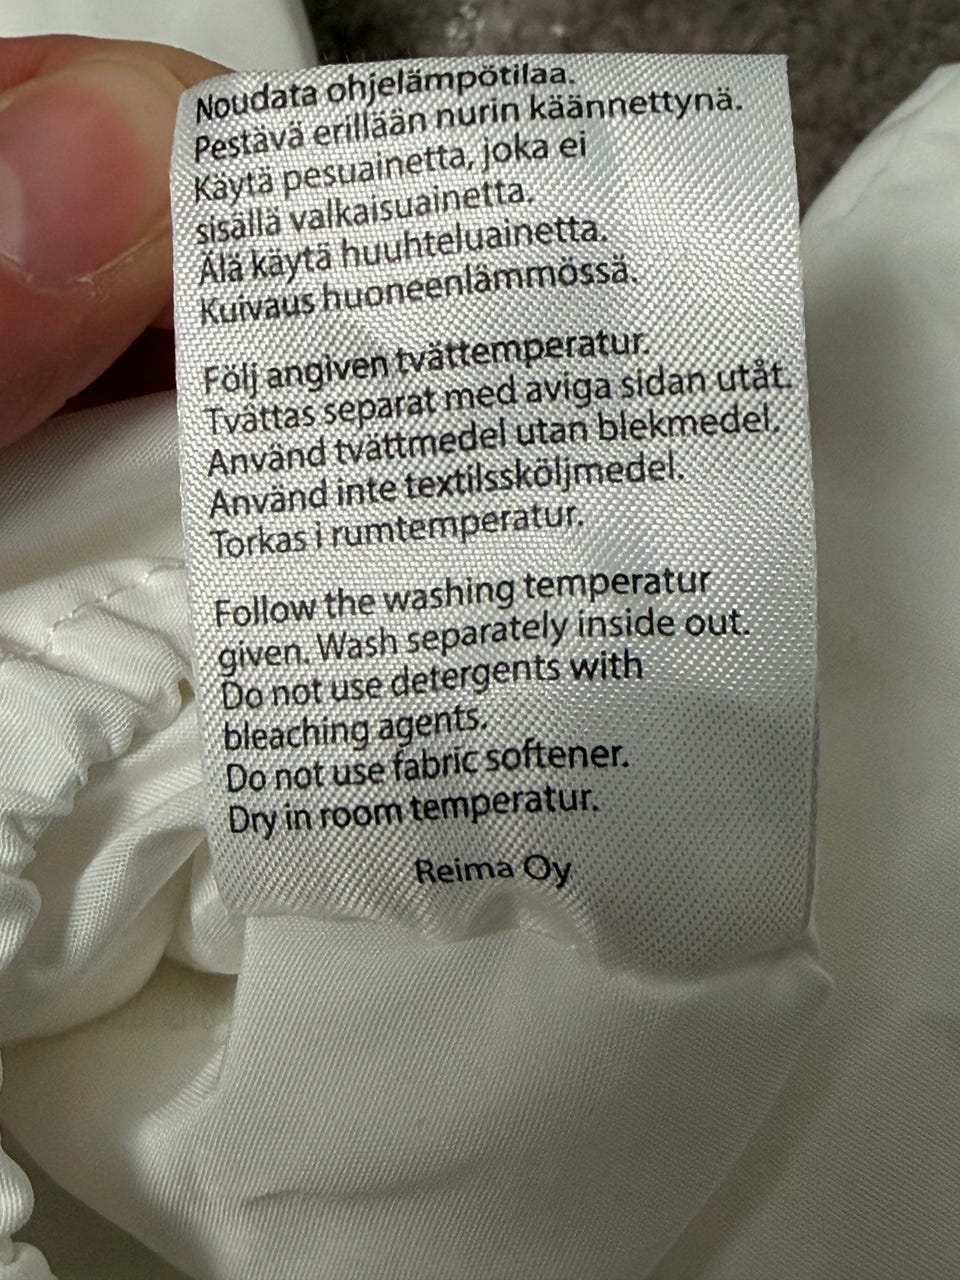 Noudata ohjelämpötilaa.
Pestävä erillään nurin käännettynä.
Käytä pesuainetta, joka ei
sisällä valkaisuainetta.
Älä käytä huuhteluainetta.
Kuivaus huoneenlämmössä.
Följ angiven tvättemperatur.
Tvättas separat med aviga sidan utåt.
Använd tvättmedel utan blekmedel.
Använd inte textilssköljmedel.
Torkas i rumtemperatur.
Follow the washing temperatur
given. Wash separately inside out.
Do not use detergents with
bleaching agents.
Do not use fabric softener.
Dry in room temperatur.
Reima Oy